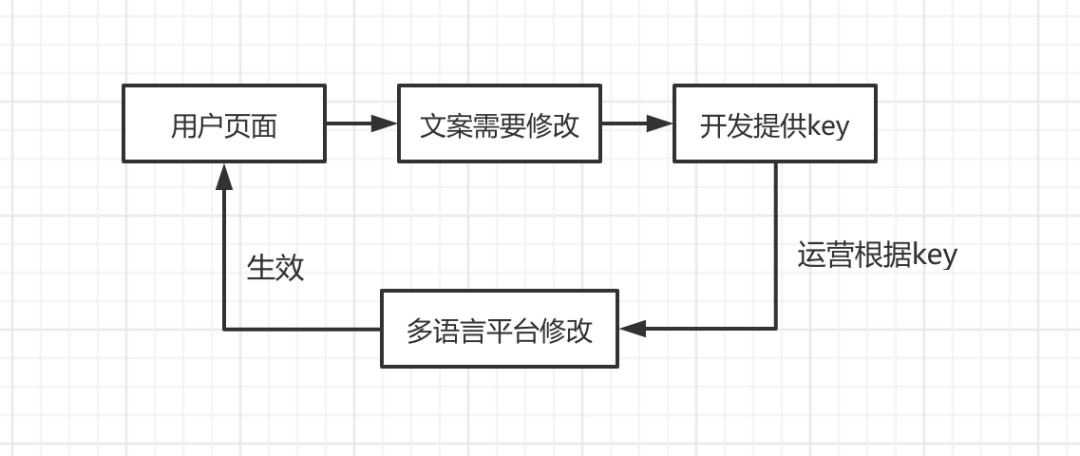 用户页面
文案需要修改
开发提供key
运营根据key
生效
多语言平台修改